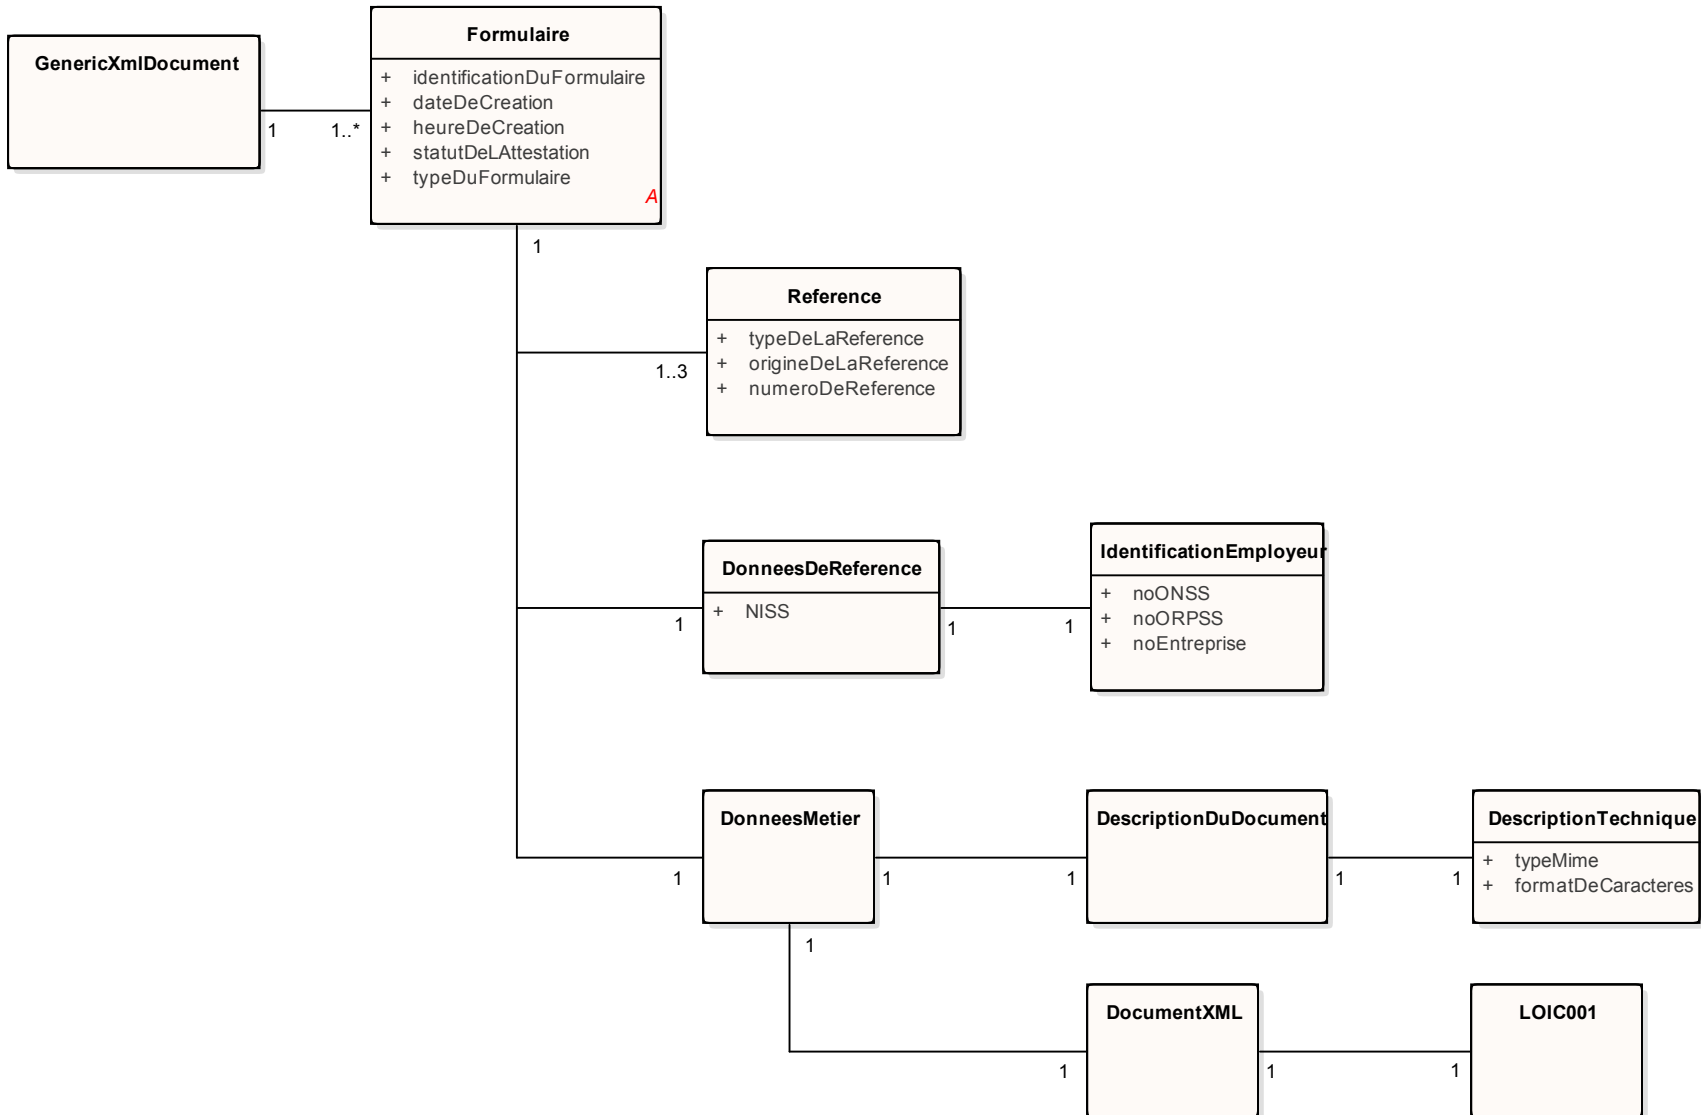 GenericXmlDocument
1
1..*
Formulaire
+ identificationDuFormulaire
+ dateDeCreation
+ heureDeCreation
+ statutDeLAttestation
+ typeDuFormulaire
A
1
Reference
+ typeDeLaReference
+ origineDeLaReference
+ numeroDeReference
1..3
DonneesDeReference
+ NISS
1
1
1
IdentificationEmployeur
+ noONSS
+ noORPSS
+ noEntreprise
DonneesMetier
1
1
1
DescriptionDuDocument
1
1
DescriptionTechnique
+ typeMime
+ formatDeCaracteres
1
DocumentXML
1
1
1
LOIC001